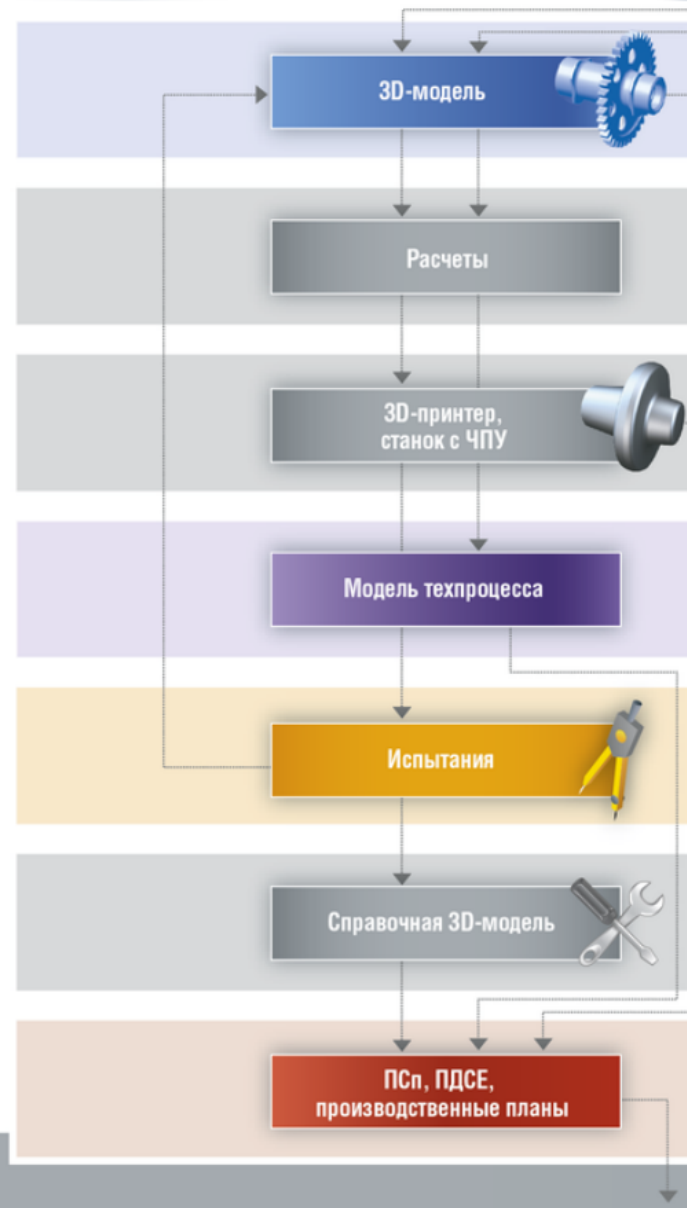 3D-модель
Расчеты
3D-принтер,
станок с ЧПУ
Модель техпроцесса
Испытания
Справочная 3D-модель
ПСп, ПДСЕ,
производственные планы